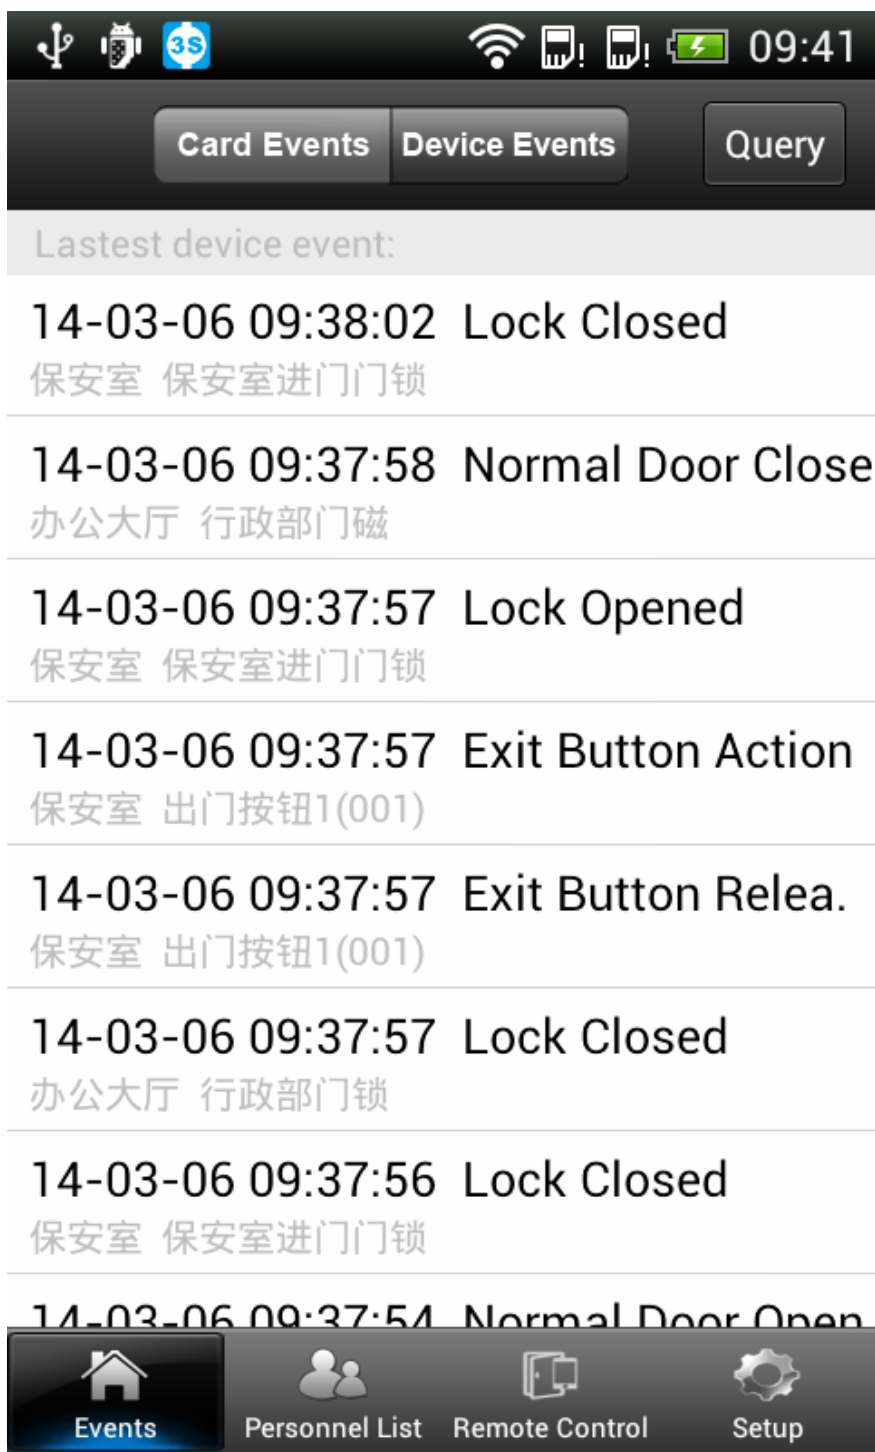 3S
09:41
Card Events Device Events Query
Lastest device event:
14-03-06 09:38:02 Lock Closed
保安室 保安室进门门锁
14-03-06 09:37:58 Normal Door Close
办公大厅 行政部门磁
14-03-06 09:37:57 Lock Opened
保安室 保安室进门门锁
14-03-06 09:37:57 Exit Button Action
保安室 出门按钮1(001)
14-03-06 09:37:57 Exit Button Relea.
保安室 出门按钮1(001)
14-03-06 09:37:57 Lock Closed
办公大厅 行政部门锁
14-03-06 09:37:56 Lock Closed
保安室 保安室进门门锁
14-03-06 09:37:54 Normal Door Open
Events Personnel List Remote Control Setup